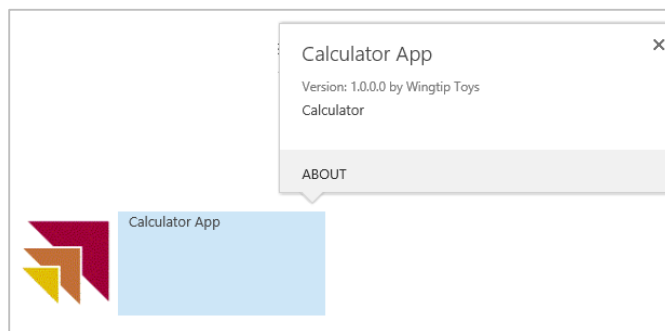 Calculator App
Version: 1.0.0.0 by Wingtip Toys
Calculator
ABOUT
Calculator App